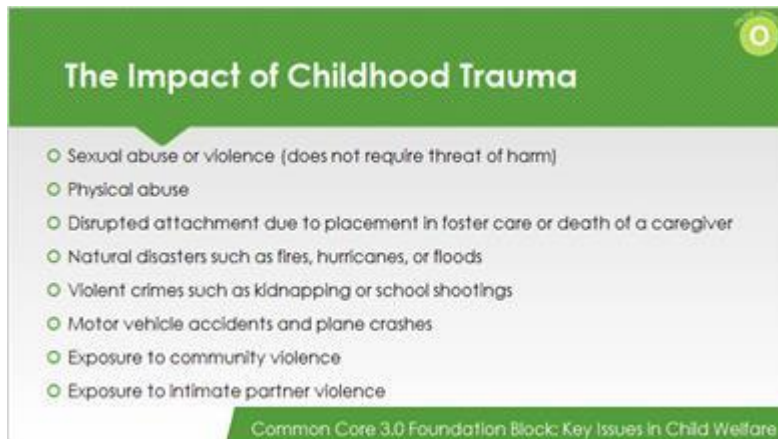 The Impact of Childhood Trauma
Sexual abuse or violence (does not require threat of harm)
Physical abuse
Disrupted attachment due to placement in foster care or death of a caregiver
Natural disasters such as fires, hurricanes, or floods
Violent crimes such as kidnapping or school shootings
Motor vehicle accidents and plane crashes
Exposure to community violence
Exposure to intimate partner violence
Common Core 3.0 Foundation Block: Key Issues in Child Welfare